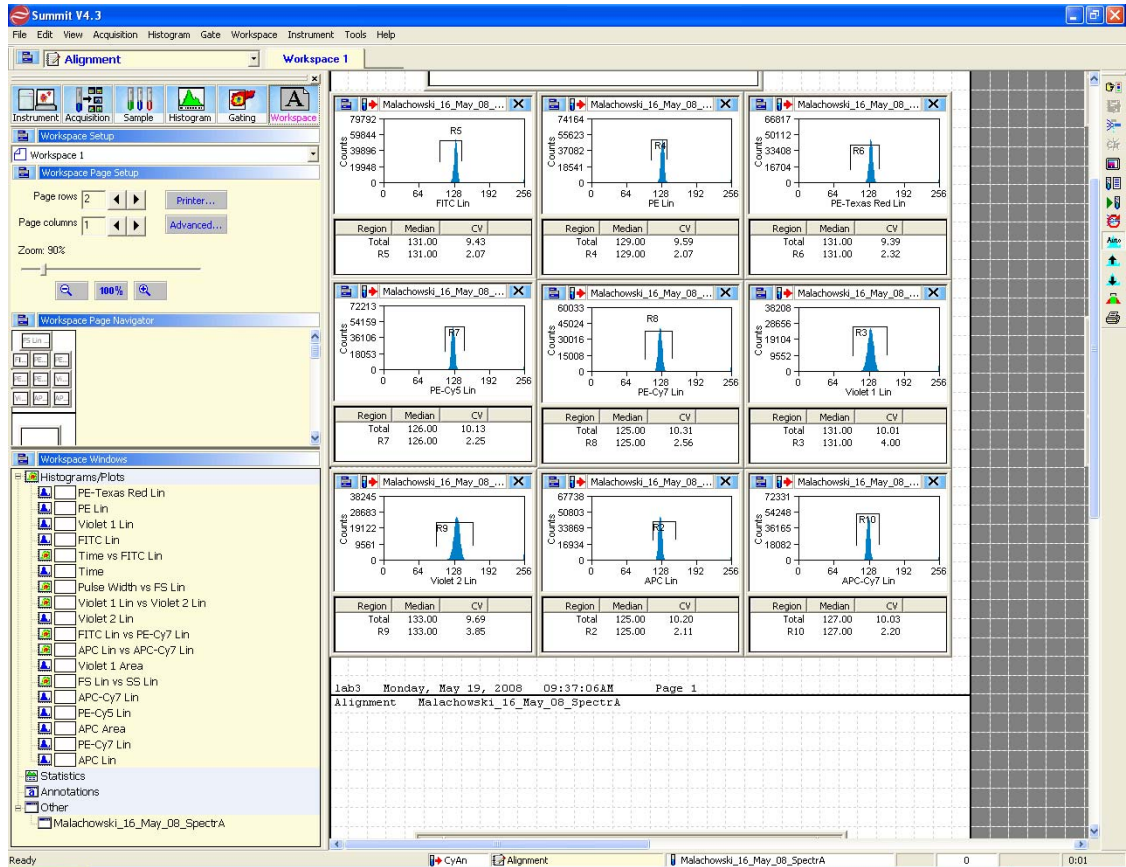 Summit V4.3
File Edit View Acquisition Histogram Gate Workspace Instrument Tools Help
Alignment Workspace 1
Instrument Acquisition Sample Histogram Gating Workspace
Workspace Setup
Workspace 1
Workspace Page Setup
Page rows 2 Printer...
Page columns 1 Advanced...
Zoom: 90%
100%
Workspace Page Navigator
FS Lin ...
PE... PE...
PE... PE... Vi...
Vi... AP... AP...
Workspace Windows
Histograms/Plots
PE-Texas Red Lin
PE Lin
Violet 1 Lin
FITC Lin
Time vs FITC Lin
Time
Pulse Width vs FS Lin
Violet 1 Lin vs Violet 2 Lin
Violet 2 Lin
FITC Lin vs PE-Cy7 Lin
APC Lin vs APC-Cy7 Lin
Violet 1 Area
FS Lin vs SS Lin
APC-Cy7 Lin
PE-Cy5 Lin
APC Area
PE-Cy7 Lin
APC Lin
Statistics
Annotations
Other
Malachowski_16_May_08_SpectrA
Malachowski_16_May_08_...
79792
59844
39896
19948
0
Counts
R5
0 64 128 192 256
FITC Lin
Region Median CV
Total 131.00 9.43
R5 131.00 2.07
Malachowski_16_May_08_...
74164
55623
37082
18541
0
Counts
R4
0 64 128 192 256
PE Lin
Region Median CV
Total 129.00 9.59
R4 129.00 2.07
Malachowski_16_May_08_...
66817
50112
33408
16704
0
Counts
R6
0 64 128 192 256
PE-Texas Red Lin
Region Median CV
Total 131.00 9.39
R6 131.00 2.32
Malachowski_16_May_08_...
72213
54159
36106
18053
0
Counts
R7
0 64 128 192 256
PE-Cy5 Lin
Region Median CV
Total 126.00 10.13
R7 126.00 2.25
Malachowski_16_May_08_...
60033
45024
30016
15008
0
Counts
R8
0 64 128 192 256
PE-Cy7 Lin
Region Median CV
Total 125.00 10.31
R8 125.00 2.56
Malachowski_16_May_08_...
38208
28656
19104
9552
0
Counts
R3
0 64 128 192 256
Violet 1 Lin
Region Median CV
Total 131.00 10.01
R3 131.00 4.00
Malachowski_16_May_08_...
38245
28683
19122
9561
0
Counts
R9
0 64 128 192 256
Violet 2 Lin
Region Median CV
Total 133.00 9.69
R9 133.00 3.85
Malachowski_16_May_08_...
67738
50803
33869
16934
0
Counts
R2
0 64 128 192 256
APC Lin
Region Median CV
Total 125.00 10.20
R2 125.00 2.11
Malachowski_16_May_08_...
72331
54248
36165
18082
0
Counts
R10
0 64 128 192 256
APC-Cy7 Lin
Region Median CV
Total 127.00 10.03
R10 127.00 2.20
lab3 Monday, May 19, 2008 09:37:06AM Page 1
Alignment Malachowski_16_May_08_SpectrA
Auto
Ready CyAn Alignment Malachowski_16_May_08_SpectrA 0 0:01